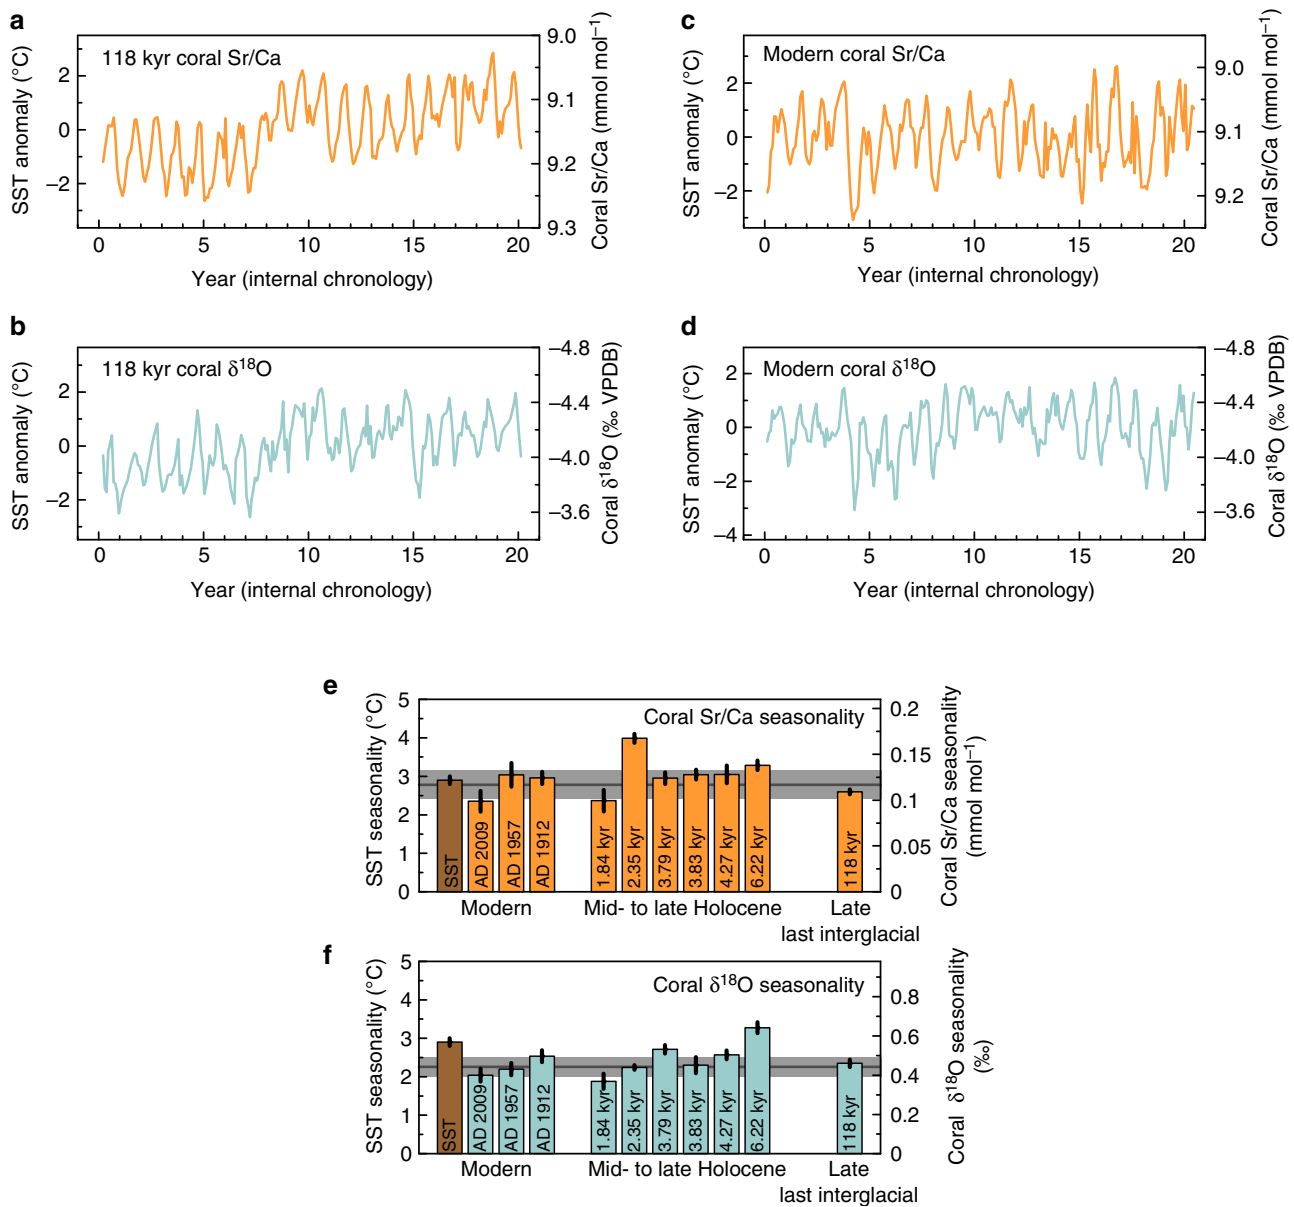 a
118 kyr coral Sr/Ca
SST anomaly (°C)
2
0
−2
9.0
9.1
9.2
9.3
Coral Sr/Ca (mmol mol⁻¹)
0 5 10 15 20
Year (internal chronology)
c
Modern coral Sr/Ca
SST anomaly (°C)
2
0
−2
9.0
9.1
9.2
Coral Sr/Ca (mmol mol⁻¹)
0 5 10 15 20
Year (internal chronology)
b
118 kyr coral δ¹⁸O
SST anomaly (°C)
2
0
−2
−4.8
−4.4
−4.0
−3.6
Coral δ¹⁸O (‰ VPDB)
0 5 10 15 20
Year (internal chronology)
d
Modern coral δ¹⁸O
SST anomaly (°C)
2
0
−2
−4
−4.8
−4.4
−4.0
−3.6
Coral δ¹⁸O (‰ VPDB)
0 5 10 15 20
Year (internal chronology)
e
Coral Sr/Ca seasonality
SST seasonality (°C)
5
4
3
2
1
0
0.2
0.15
0.1
0.05
0
Coral Sr/Ca seasonality
(mmol mol⁻¹)
SST
AD 2009
AD 1957
AD 1912
1.84 kyr
2.35 kyr
3.79 kyr
3.83 kyr
4.27 kyr
6.22 kyr
118 kyr
Modern
Mid- to late Holocene
Late
last interglacial
f
Coral δ¹⁸O seasonality
SST seasonality (°C)
5
4
3
2
1
0
0.8
0.6
0.4
0.2
0
Coral δ¹⁸O seasonality
(‰)
SST
AD 2009
AD 1957
AD 1912
1.84 kyr
2.35 kyr
3.79 kyr
3.83 kyr
4.27 kyr
6.22 kyr
118 kyr
Modern
Mid- to late Holocene
Late
last interglacial